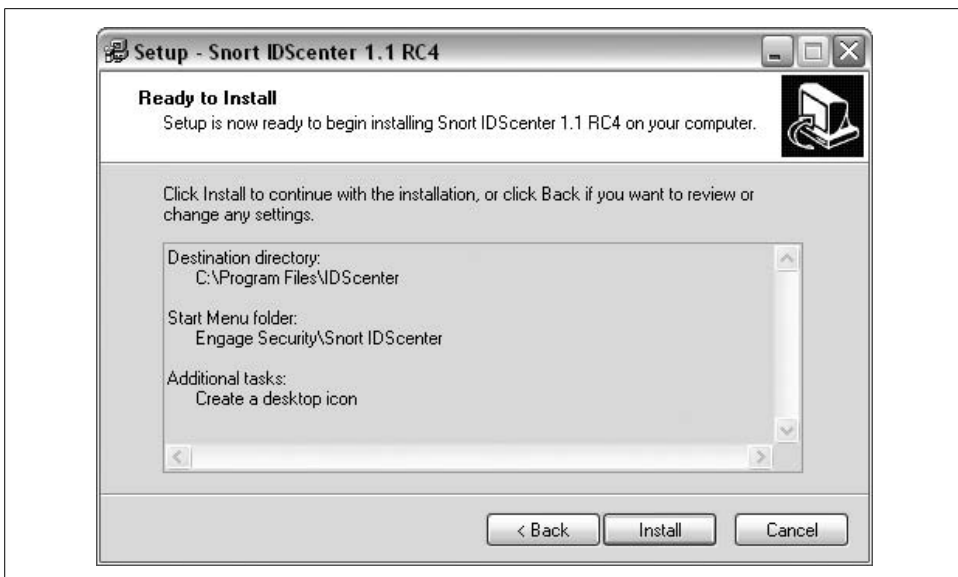 Setup - Snort IDScenter 1.1 RC4
Ready to Install
Setup is now ready to begin installing Snort IDScenter 1.1 RC4 on your computer.
Click Install to continue with the installation, or click Back if you want to review or
change any settings.
Destination directory:
C:\Program Files\IDScenter
Start Menu folder:
Engage Security\Snort IDScenter
Additional tasks:
Create a desktop icon
< Back Install Cancel